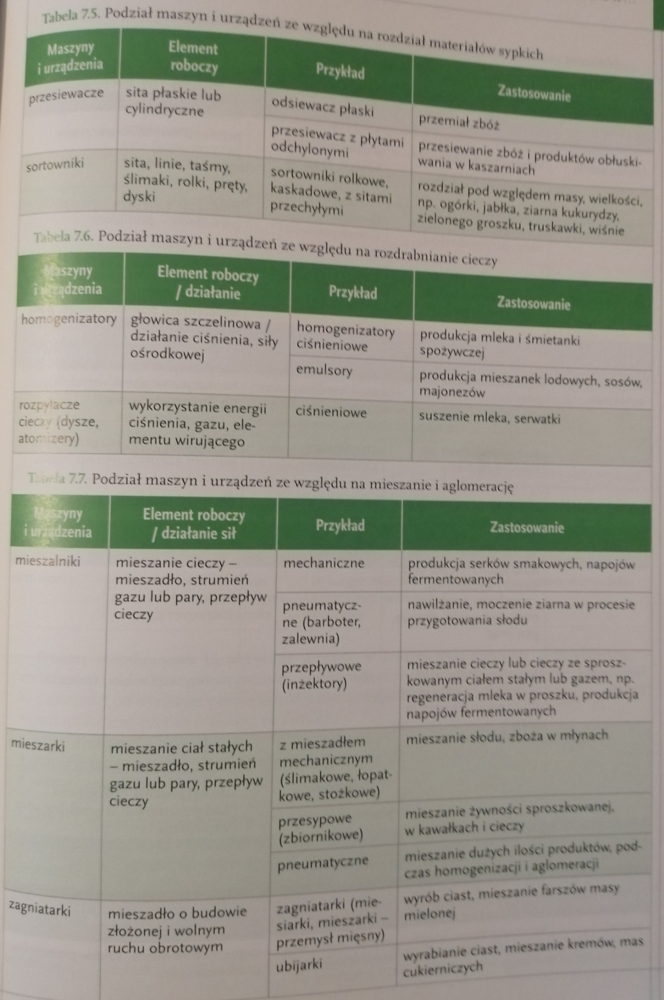 Tabela 7.5. Podział maszyn i urządzeń ze względu na rozdział materiałów sypkich
Maszyny
i urządzenia
Element
roboczy
Przykład
Zastosowanie
przesiewacze
sita płaskie lub
cylindryczne
odsiewacz płaski
przemiał zbóż
przesiewacz z płytami
odchylonymi
przesiewanie zbóż i produktów obłuski-
wania w kaszarniach
sortowniki
sita, linie, taśmy,
ślimaki, rolki, pręty,
dyski
sortowniki rolkowe,
kaskadowe, z sitami
przechyłymi
rozdział pod względem masy, wielkości,
np. ogórki, jabłka, ziarna kukurydzy,
zielonego groszku, truskawki, wiśnie
Tabela 7.6. Podział maszyn i urządzeń ze względu na rozdrabnianie cieczy
Maszyny
i urządzenia
Element roboczy
/ działanie
Przykład
Zastosowanie
homogenizatory
głowica szczelinowa /
działanie ciśnienia, siły
ośrodkowej
homogenizatory
ciśnieniowe
produkcja mleka i śmietanki
spożywczej
emulsory
produkcja mieszanek lodowych, sosów,
majonezów
rozpylacze
cieczy (dysze,
atomizery)
wykorzystanie energii
ciśnienia, gazu, ele-
mentu wirującego
ciśnieniowe
suszenie mleka, serwatki
Tabela 7.7. Podział maszyn i urządzeń ze względu na mieszanie i aglomerację
Maszyny
i urządzenia
Element roboczy
/ działanie sił
Przykład
Zastosowanie
mieszalniki
mieszanie cieczy –
mieszadło, strumień
gazu lub pary, przepływ
cieczy
mechaniczne
produkcja serków smakowych, napojów
fermentowanych
pneumatycz-
ne (barboter,
zalewnia)
nawilżanie, moczenie ziarna w procesie
przygotowania słodu
przepływowe
(inżektory)
mieszanie cieczy lub cieczy ze sprosz-
kowanym ciałem stałym lub gazem, np.
regeneracja mleka w proszku, produkcja
napojów fermentowanych
mieszarki
mieszanie ciał stałych
– mieszadło, strumień
gazu lub pary, przepływ
cieczy
z mieszadłem
mechanicznym
(ślimakowe, łopat-
kowe, stożkowe)
mieszanie słodu, zboża w młynach
przesypowe
(zbiornikowe)
mieszanie żywności sproszkowanej,
w kawałkach i cieczy
pneumatyczne
mieszanie dużych ilości produktów, pod-
czas homogenizacji i aglomeracji
zagniatarki
mieszadło o budowie
złożonej i wolnym
ruchu obrotowym
zagniatarki (mie-
siarki, mieszarki –
przemysł mięsny)
wyrób ciast, mieszanie farszów masy
mielonej
ubijarki
wyrabianie ciast, mieszanie kremów, mas
cukierniczych